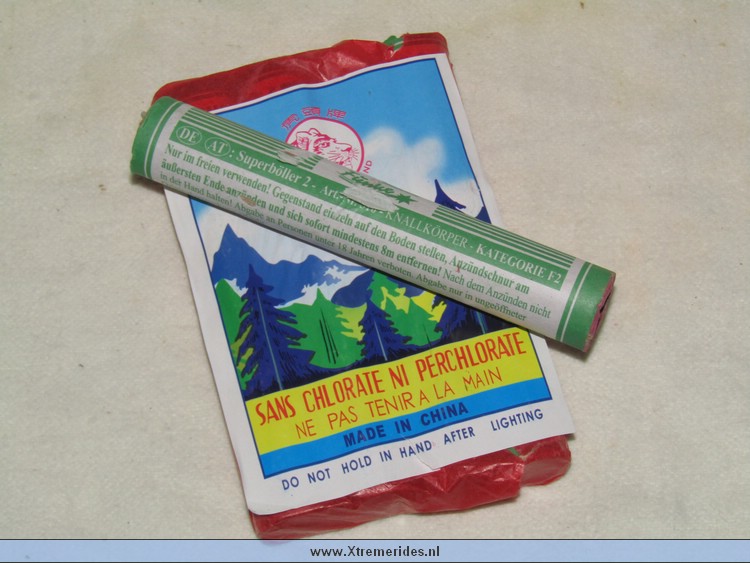 虎頭牌
DE AT : Superböller 2 - KNALLKÖRPER - KATEGORIE F2
Nur im freien verwenden! Gegenstand einzeln auf den Boden stellen, Anzündschnur am
äußersten Ende anzünden und sich sofort mindestens 8m entfernen! Nach dem Anzünden nicht
in der Hand halten! Abgabe an Personen unter 18 Jahren verboten. Abgabe nur in ungeöffneter
SANS CHLORATE NI PERCHLORATE
NE PAS TENIR A LA MAIN
MADE IN CHINA
DO NOT HOLD IN HAND AFTER LIGHTING
www.Xtremerides.nl